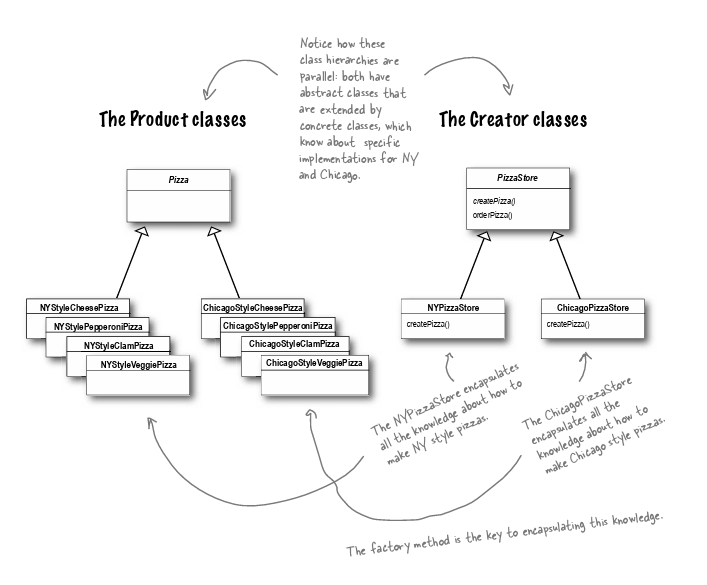 Notice how these
class hierarchies are
parallel: both have
abstract classes that
are extended by
concrete classes, which
know about specific
implementations for NY
and Chicago.
The Product classes
The Creator classes
Pizza
PizzaStore
createPizza()
orderPizza()
NYStyleCheesePizza
NYStylePepperoniPizza
NYStyleClamPizza
NYStyleVeggiePizza
ChicagoStyleCheesePizza
ChicagoStylePepperoniPizza
ChicagoStyleClamPizza
ChicagoStyleVeggiePizza
NYPizzaStore
createPizza()
ChicagoPizzaStore
createPizza()
The NYPizzaStore encapsulates
all the knowledge about how to
make NY style pizzas.
The ChicagoPizzaStore
encapsulates all the
knowledge about how to
make Chicago style pizzas.
The factory method is the key to encapsulating this knowledge.